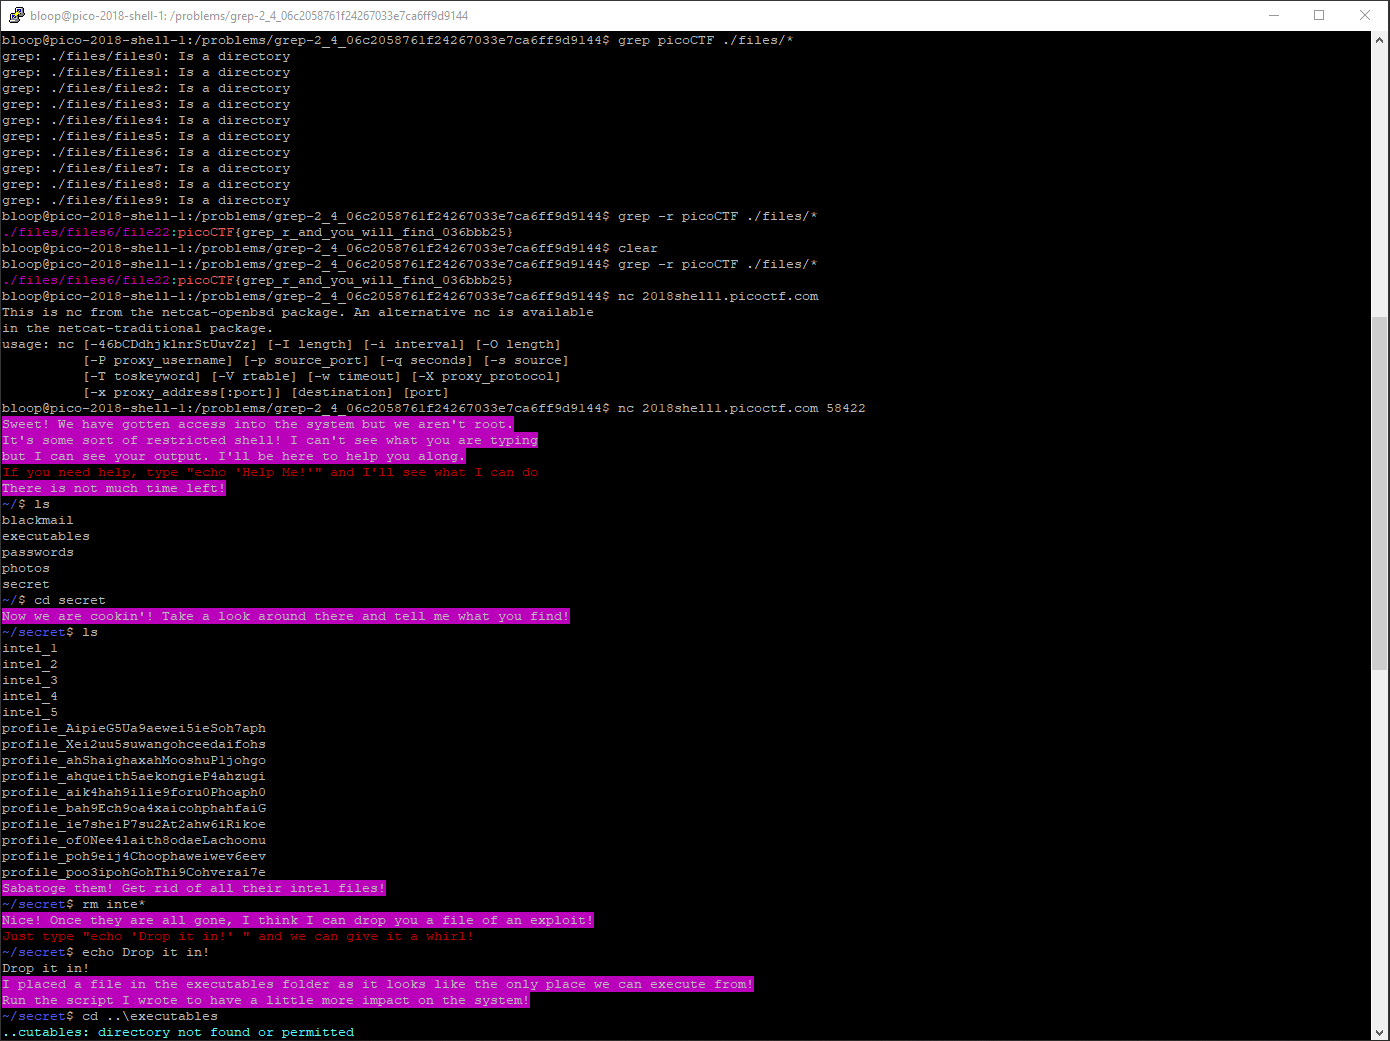 bloop@pico-2018-shell-1: /problems/grep-2_4_06c2058761f24267033e7ca6ff9d9144
bloop@pico-2018-shell-1:/problems/grep-2_4_06c2058761f24267033e7ca6ff9d9144$ grep picoCTF ./files/*
grep: ./files/files0: Is a directory
grep: ./files/files1: Is a directory
grep: ./files/files2: Is a directory
grep: ./files/files3: Is a directory
grep: ./files/files4: Is a directory
grep: ./files/files5: Is a directory
grep: ./files/files6: Is a directory
grep: ./files/files7: Is a directory
grep: ./files/files8: Is a directory
grep: ./files/files9: Is a directory
bloop@pico-2018-shell-1:/problems/grep-2_4_06c2058761f24267033e7ca6ff9d9144$ grep -r picoCTF ./files/*
./files/files6/file22:picoCTF{grep_r_and_you_will_find_036bbb25}
bloop@pico-2018-shell-1:/problems/grep-2_4_06c2058761f24267033e7ca6ff9d9144$ clear
bloop@pico-2018-shell-1:/problems/grep-2_4_06c2058761f24267033e7ca6ff9d9144$ grep -r picoCTF ./files/*
./files/files6/file22:picoCTF{grep_r_and_you_will_find_036bbb25}
bloop@pico-2018-shell-1:/problems/grep-2_4_06c2058761f24267033e7ca6ff9d9144$ nc 2018shell1.picoctf.com
This is nc from the netcat-openbsd package. An alternative nc is available
in the netcat-traditional package.
usage: nc [-46bCDdhjklnrStUuvZz] [-I length] [-i interval] [-O length]
[-P proxy_username] [-p source_port] [-q seconds] [-s source]
[-T toskeyword] [-V rtable] [-w timeout] [-X proxy_protocol]
[-x proxy_address[:port]] [destination] [port]
bloop@pico-2018-shell-1:/problems/grep-2_4_06c2058761f24267033e7ca6ff9d9144$ nc 2018shell1.picoctf.com 58422
Sweet! We have gotten access into the system but we aren't root.
It's some sort of restricted shell! I can't see what you are typing
but I can see your output. I'll be here to help you along.
If you need help, type "echo 'Help Me!'" and I'll see what I can do
There is not much time left!
~/$ ls
blackmail
executables
passwords
photos
secret
~/$ cd secret
Now we are cookin'! Take a look around there and tell me what you find!
~/secret$ ls
intel_1
intel_2
intel_3
intel_4
intel_5
profile_AipieG5Ua9aewei5ieSoh7aph
profile_Xei2uu5suwangohceedaifohs
profile_ahShaighaxahMooshuP1johgo
profile_ahqueith5aekongieP4ahzugi
profile_aik4hah9ilie9foru0Phoaph0
profile_bah9Ech9oa4xaicohphahfaiG
profile_ie7sheiP7su2At2ahw6iRikoe
profile_of0Nee4laith8odaeLachoonu
profile_poh9eij4Choophaweiwev6eev
profile_poo3ipohGohThi9Cohverai7e
Sabatoge them! Get rid of all their intel files!
~/secret$ rm inte*
Nice! Once they are all gone, I think I can drop you a file of an exploit!
Just type "echo 'Drop it in!' " and we can give it a whirl!
~/secret$ echo Drop it in!
Drop it in!
I placed a file in the executables folder as it looks like the only place we can execute from!
Run the script I wrote to have a little more impact on the system!
~/secret$ cd ..\executables
..cutables: directory not found or permitted